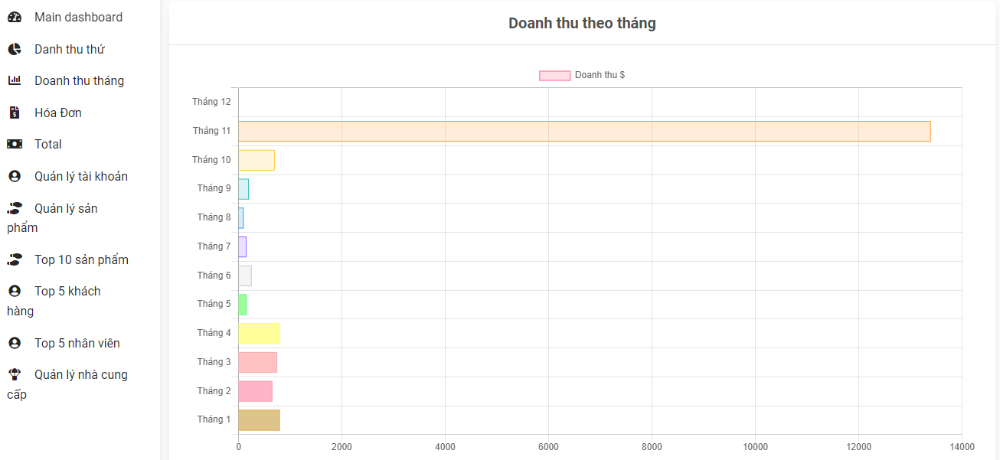 Main dashboard
Danh thu thứ
Doanh thu tháng
Hóa Đơn
Total
Quản lý tài khoản
Quản lý sản
phẩm
Top 10 sản phẩm
Top 5 khách
hàng
Top 5 nhân viên
Quản lý nhà cung
cấp
Doanh thu theo tháng
Doanh thu $
Tháng 12
Tháng 11
Tháng 10
Tháng 9
Tháng 8
Tháng 7
Tháng 6
Tháng 5
Tháng 4
Tháng 3
Tháng 2
Tháng 1
0 2000 4000 6000 8000 10000 12000 14000